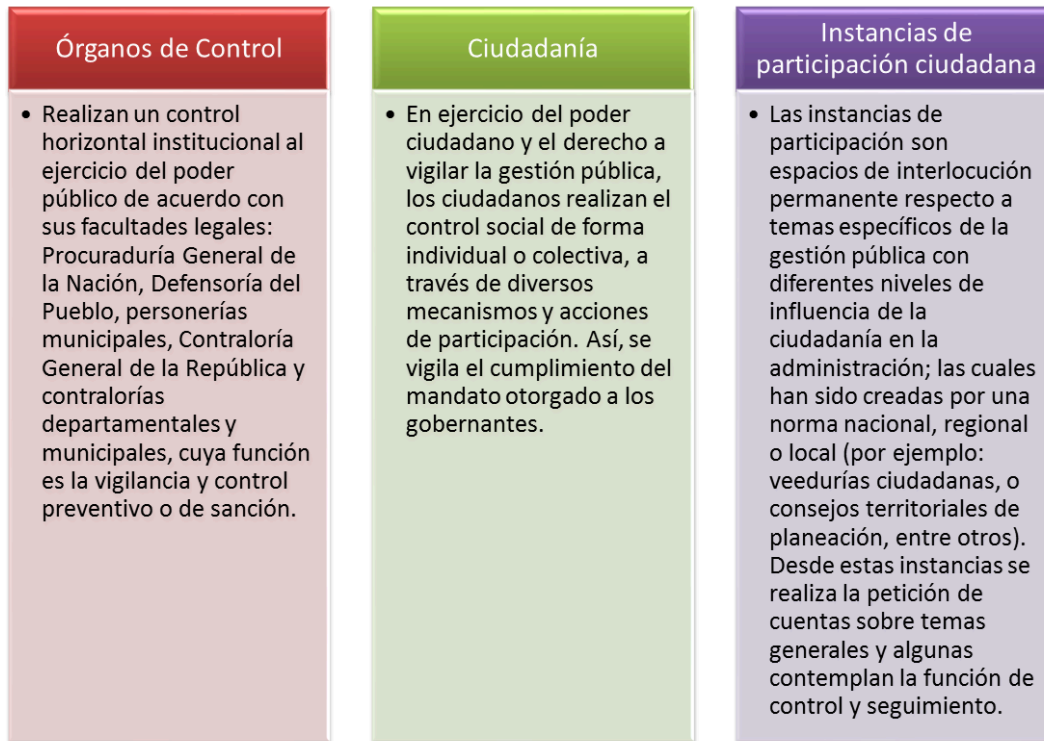 Órganos de Control
• Realizan un control
horizontal institucional al
ejercicio del poder
público de acuerdo con
sus facultades legales:
Procuraduría General de
la Nación, Defensoría del
Pueblo, personerías
municipales, Contraloría
General de la República y
contralorías
departamentales y
municipales, cuya función
es la vigilancia y control
preventivo o de sanción.
Ciudadanía
• En ejercicio del poder
ciudadano y el derecho a
vigilar la gestión pública,
los ciudadanos realizan el
control social de forma
individual o colectiva, a
través de diversos
mecanismos y acciones
de participación. Así, se
vigila el cumplimiento del
mandato otorgado a los
gobernantes.
Instancias de
participación ciudadana
• Las instancias de
participación son
espacios de interlocución
permanente respecto a
temas específicos de la
gestión pública con
diferentes niveles de
influencia de la
ciudadanía en la
administración; las cuales
han sido creadas por una
norma nacional, regional
o local (por ejemplo:
veedurías ciudadanas, o
consejos territoriales de
planeación, entre otros).
Desde estas instancias se
realiza la petición de
cuentas sobre temas
generales y algunas
contemplan la función de
control y seguimiento.